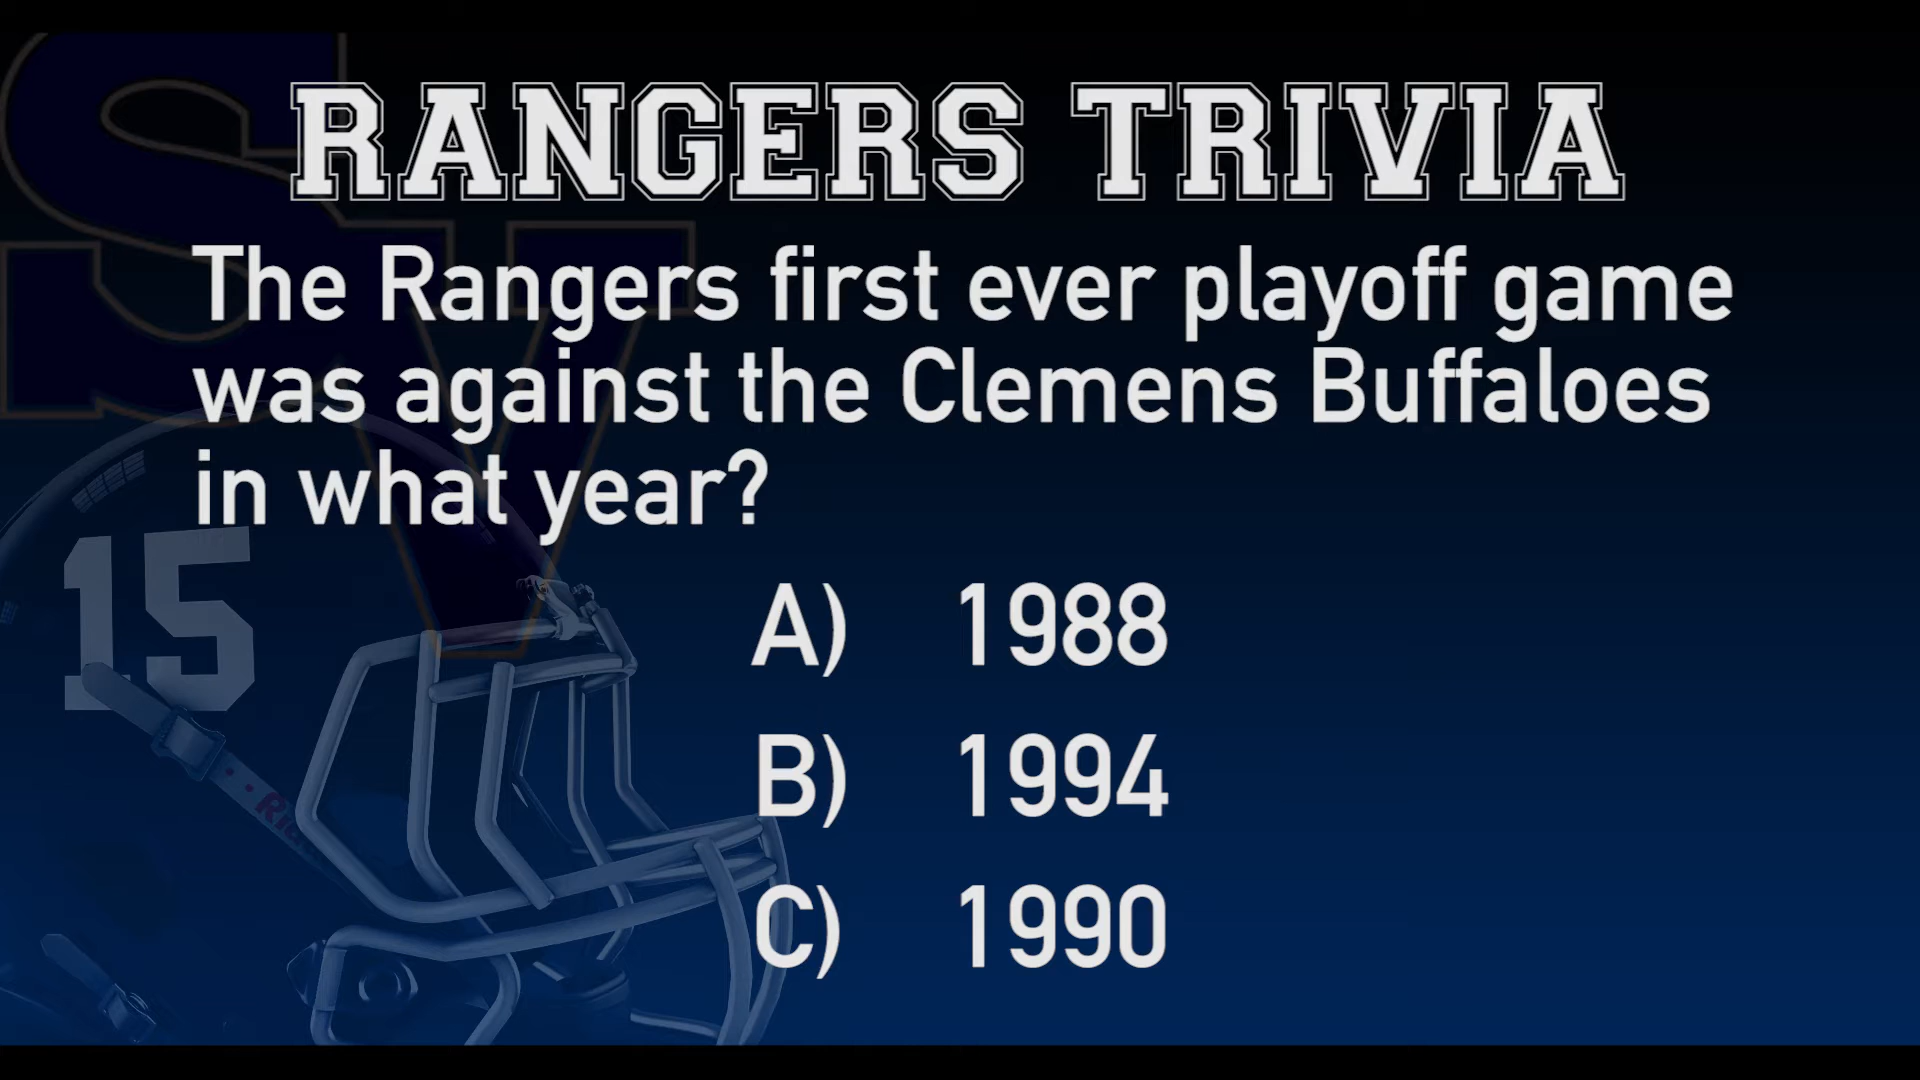 SV
RANGERS TRIVIA
The Rangers first ever playoff game
was against the Clemens Buffaloes
in what year?
15
A) 1988
B) 1994
C) 1990